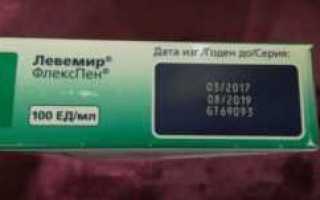 Левемир®
ФлексПен®
100 ЕД/мл
Дата изг./Годен до/Серия:
03/2017
08/2019
GT69093